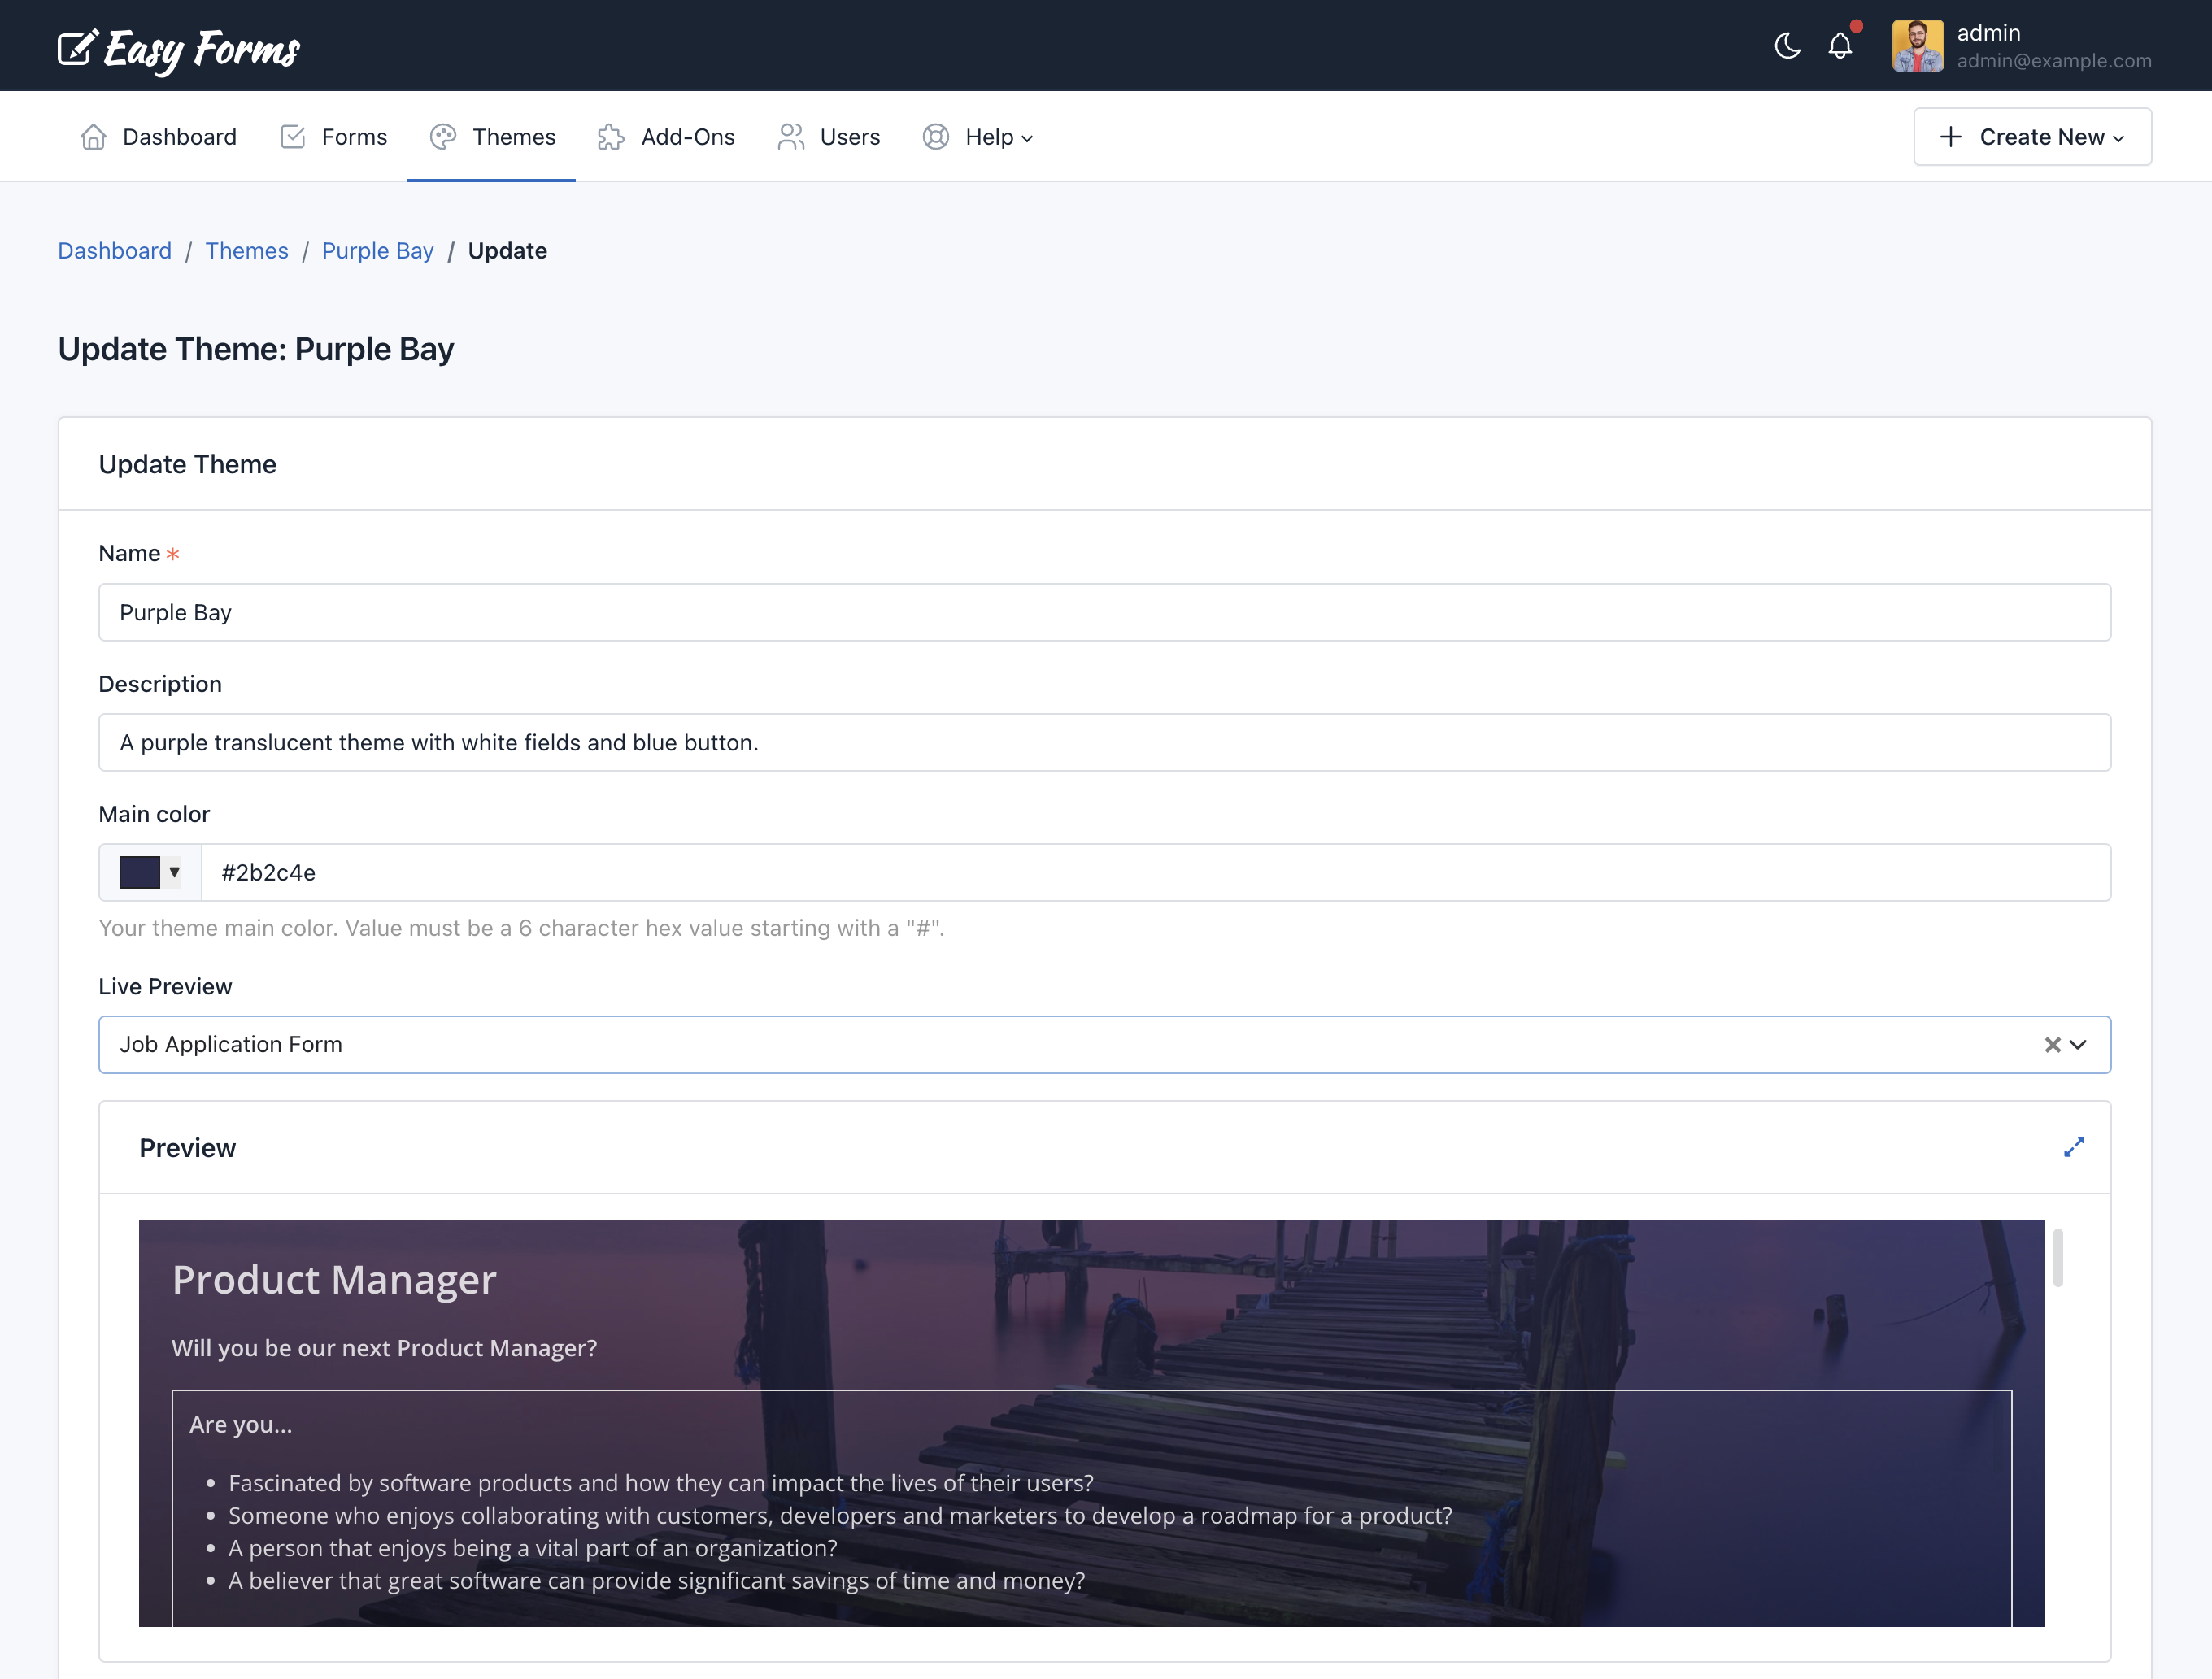 Easy Forms
admin
admin@example.com
Dashboard Forms Themes Add-Ons Users Help Create New
Dashboard / Themes / Purple Bay / Update
Update Theme: Purple Bay
Update Theme
Name *
Purple Bay
Description
A purple translucent theme with white fields and blue button.
Main color
#2b2c4e
Your theme main color. Value must be a 6 character hex value starting with a "#".
Live Preview
Job Application Form
Preview
Product Manager
Will you be our next Product Manager?
Are you...
• Fascinated by software products and how they can impact the lives of their users?
• Someone who enjoys collaborating with customers, developers and marketers to develop a roadmap for a product?
• A person that enjoys being a vital part of an organization?
• A believer that great software can provide significant savings of time and money?